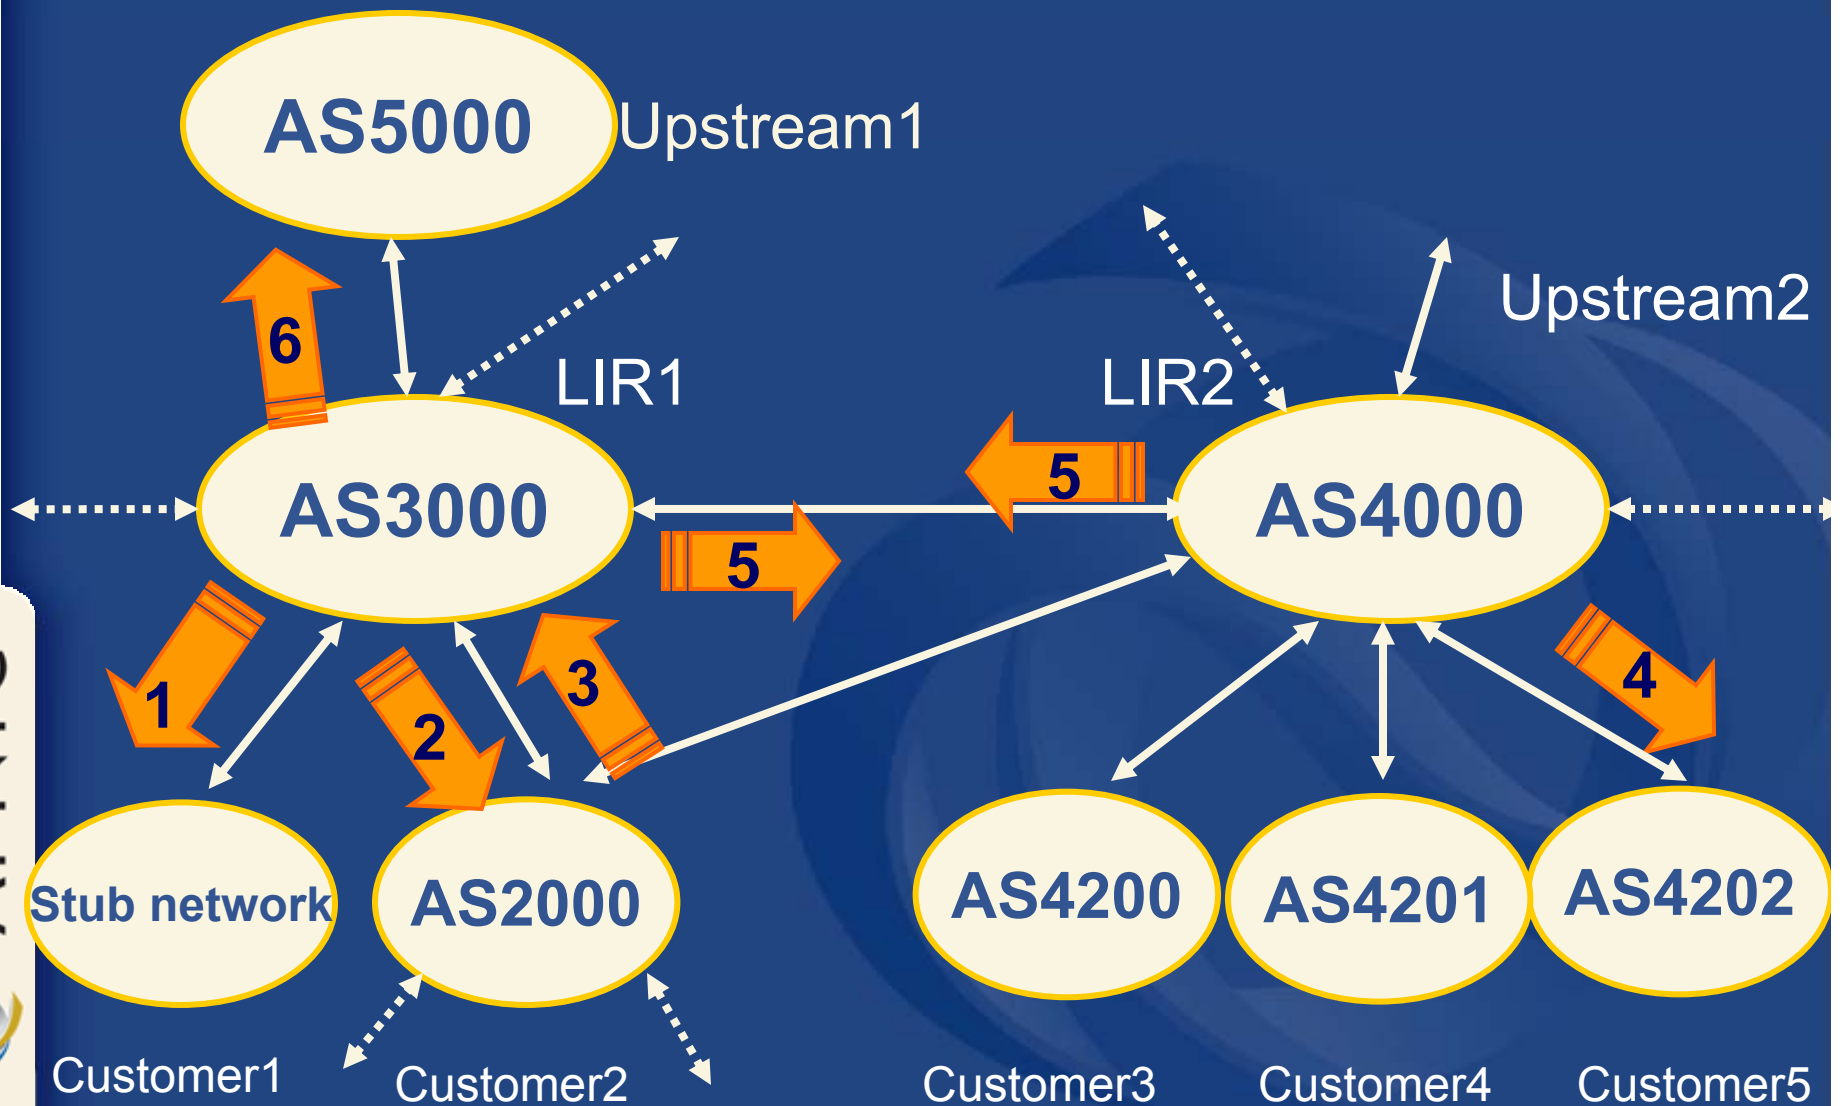 AS5000
Upstream1
Upstream2
6
LIR1
LIR2
AS3000
5
AS4000
5
1
2
3
4
Stub network
AS2000
AS4200
AS4201
AS4202
Customer1
Customer2
Customer3
Customer4
Customer5